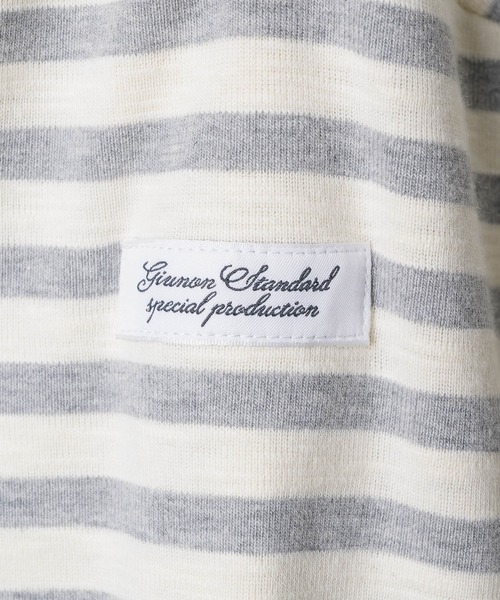 Giunon Standard
special production